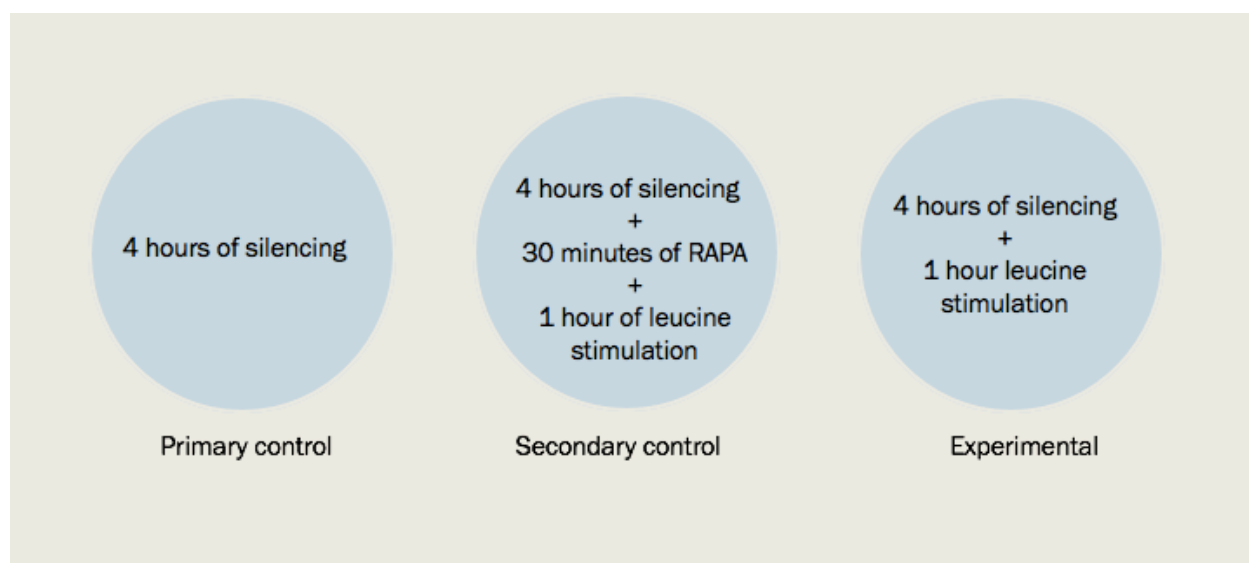 4 hours of silencing
Primary control
4 hours of silencing
+
30 minutes of RAPA
+
1 hour of leucine
stimulation
Secondary control
4 hours of silencing
+
1 hour leucine
stimulation
Experimental